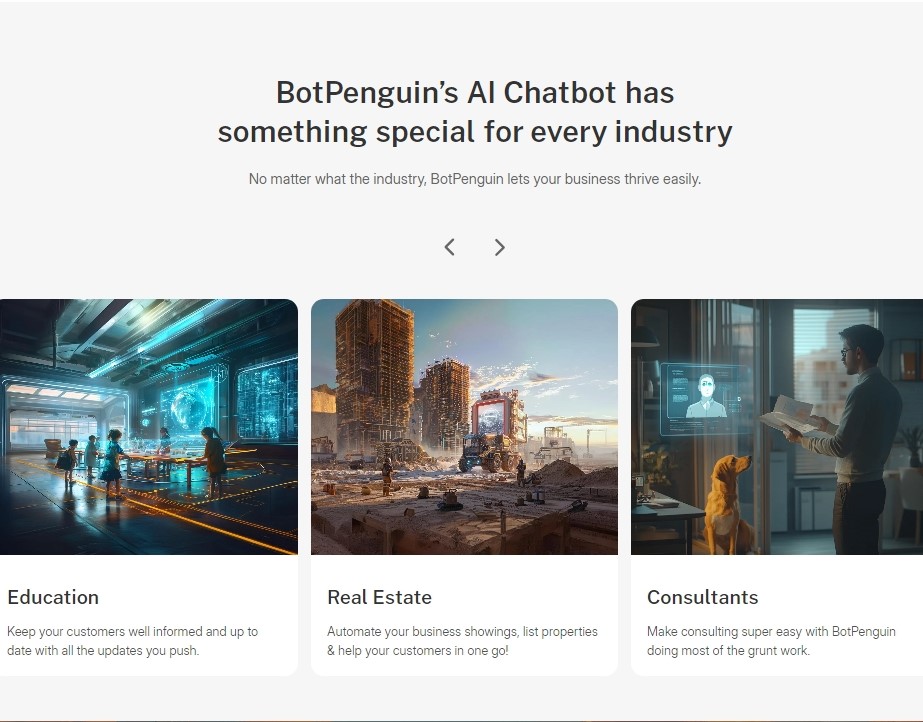 BotPenguin’s AI Chatbot has
something special for every industry
No matter what the industry, BotPenguin lets your business thrive easily.
Education
Keep your customers well informed and up to
date with all the updates you push.
Real Estate
Automate your business showings, list properties
& help your customers in one go!
Consultants
Make consulting super easy with BotPenguin
doing most of the grunt work.